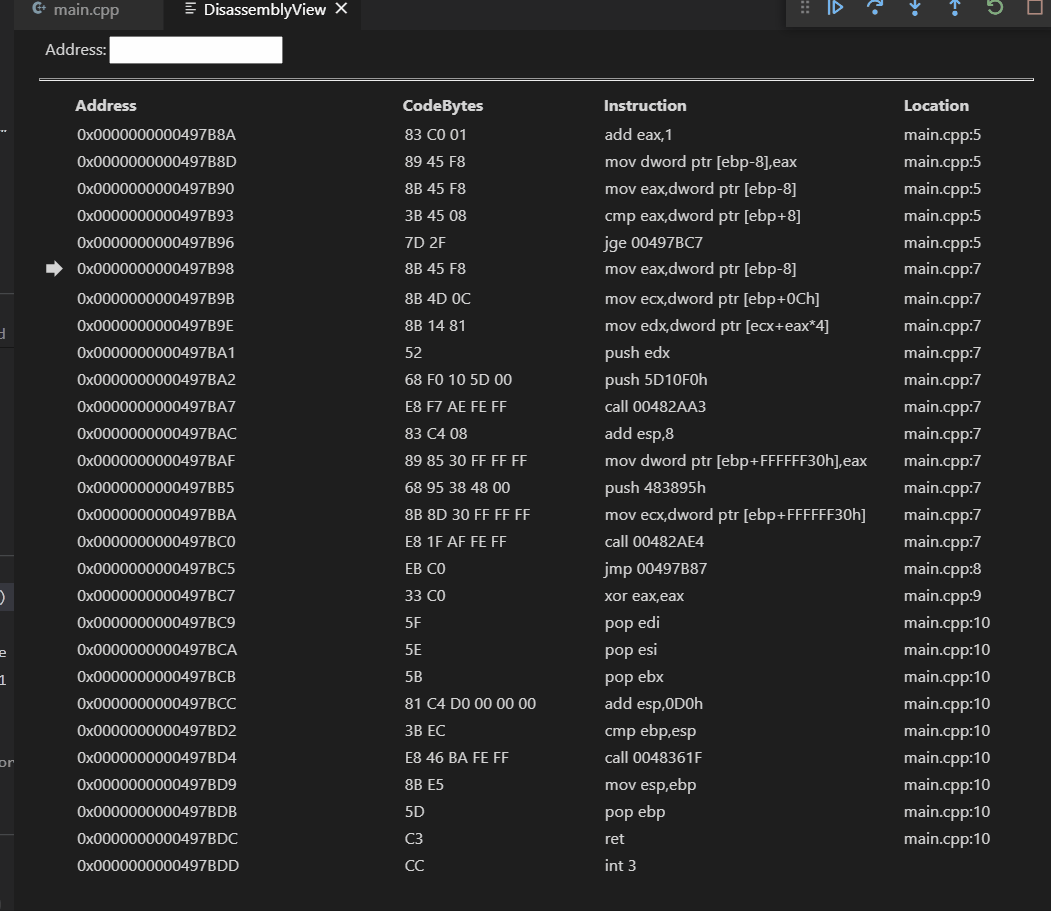 main.cpp DisassemblyView
Address:
Address CodeBytes Instruction Location
0x0000000000497B8A 83 C0 01 add eax,1 main.cpp:5
0x0000000000497B8D 89 45 F8 mov dword ptr [ebp-8],eax main.cpp:5
0x0000000000497B90 8B 45 F8 mov eax,dword ptr [ebp-8] main.cpp:5
0x0000000000497B93 3B 45 08 cmp eax,dword ptr [ebp+8] main.cpp:5
0x0000000000497B96 7D 2F jge 00497BC7 main.cpp:5
0x0000000000497B98 8B 45 F8 mov eax,dword ptr [ebp-8] main.cpp:7
0x0000000000497B9B 8B 4D 0C mov ecx,dword ptr [ebp+0Ch] main.cpp:7
0x0000000000497B9E 8B 14 81 mov edx,dword ptr [ecx+eax*4] main.cpp:7
0x0000000000497BA1 52 push edx main.cpp:7
0x0000000000497BA2 68 F0 10 5D 00 push 5D10F0h main.cpp:7
0x0000000000497BA7 E8 F7 AE FE FF call 00482AA3 main.cpp:7
0x0000000000497BAC 83 C4 08 add esp,8 main.cpp:7
0x0000000000497BAF 89 85 30 FF FF FF mov dword ptr [ebp+FFFFFF30h],eax main.cpp:7
0x0000000000497BB5 68 95 38 48 00 push 483895h main.cpp:7
0x0000000000497BBA 8B 8D 30 FF FF FF mov ecx,dword ptr [ebp+FFFFFF30h] main.cpp:7
0x0000000000497BC0 E8 1F AF FE FF call 00482AE4 main.cpp:7
0x0000000000497BC5 EB C0 jmp 00497B87 main.cpp:8
0x0000000000497BC7 33 C0 xor eax,eax main.cpp:9
0x0000000000497BC9 5F pop edi main.cpp:10
0x0000000000497BCA 5E pop esi main.cpp:10
0x0000000000497BCB 5B pop ebx main.cpp:10
0x0000000000497BCC 81 C4 D0 00 00 00 add esp,0D0h main.cpp:10
0x0000000000497BD2 3B EC cmp ebp,esp main.cpp:10
0x0000000000497BD4 E8 46 BA FE FF call 0048361F main.cpp:10
0x0000000000497BD9 8B E5 mov esp,ebp main.cpp:10
0x0000000000497BDB 5D pop ebp main.cpp:10
0x0000000000497BDC C3 ret main.cpp:10
0x0000000000497BDD CC int 3